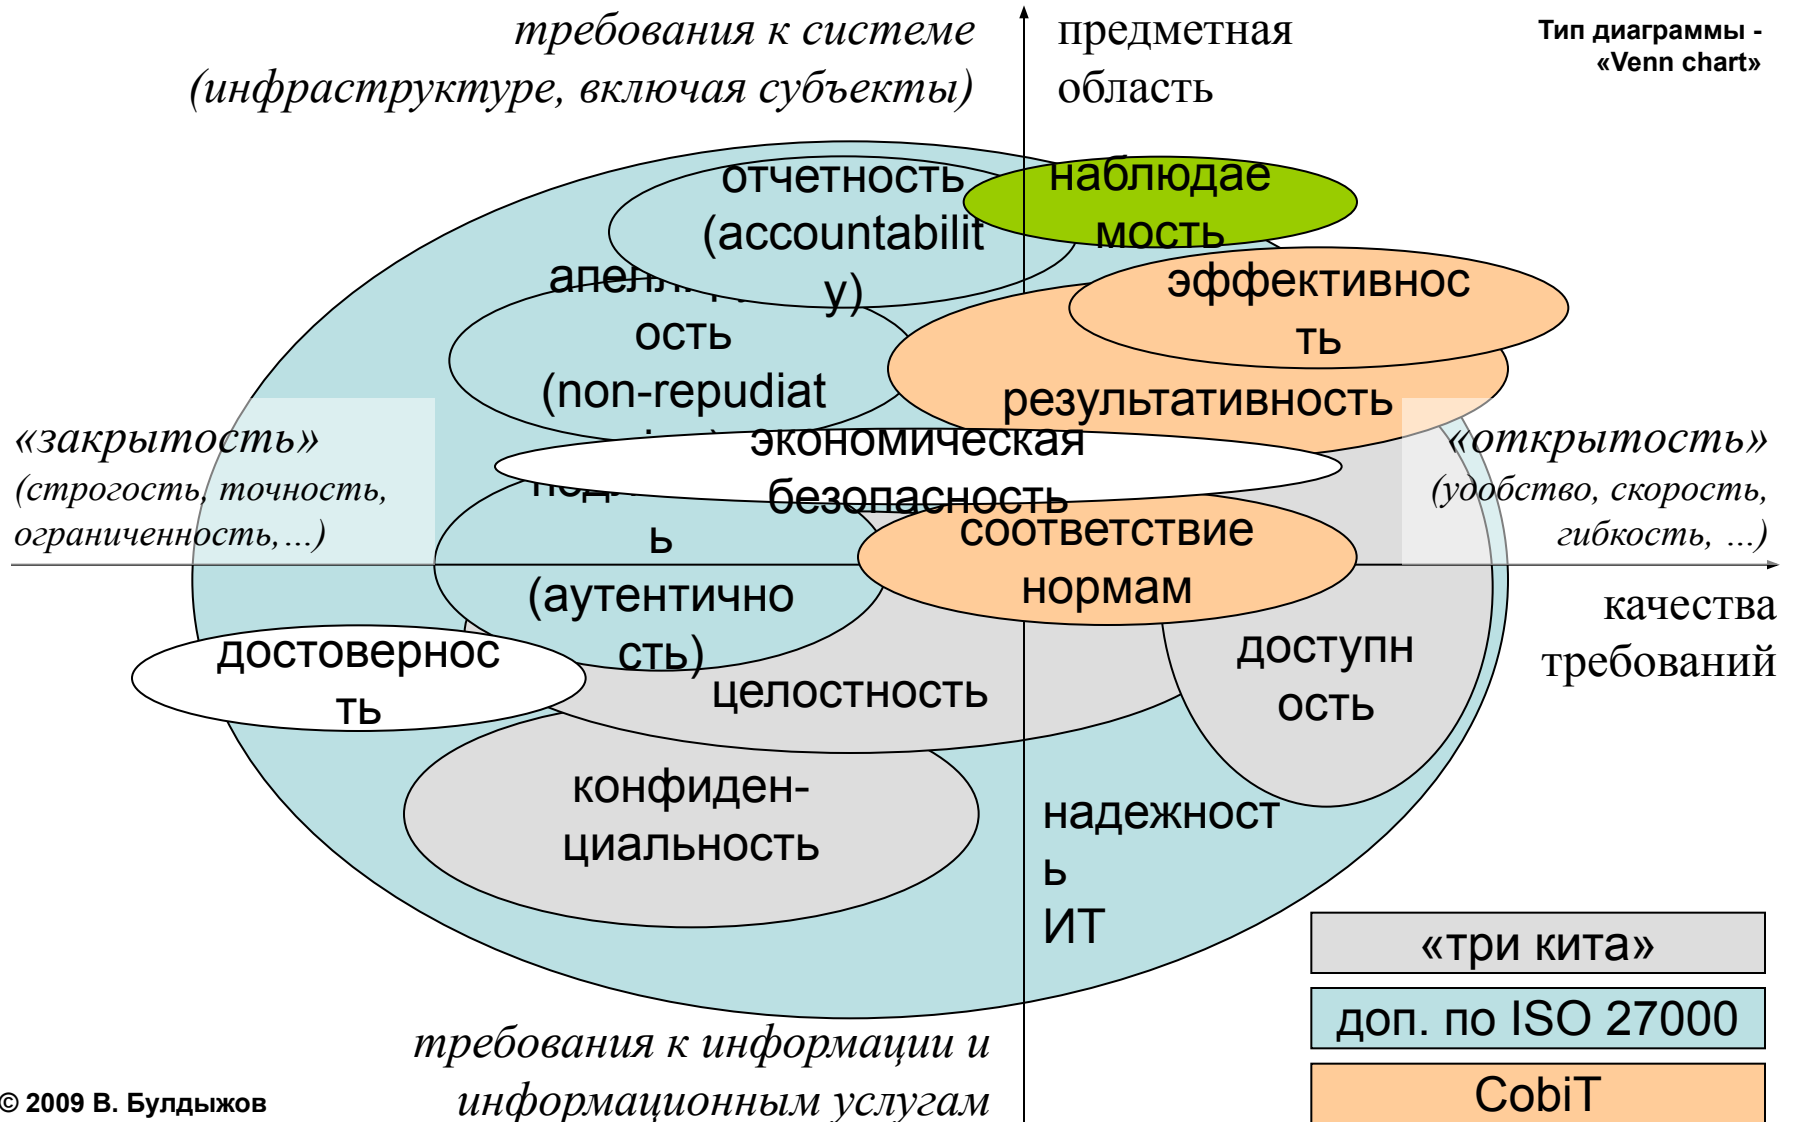 требования к системе
(инфраструктуре, включая субъекты)
предметная
область
Тип диаграммы -
«Venn chart»
отчетность
(accountabilit
y)
наблюдае
мость
эффективнос
ть
ость
(non-repudiat
результативность
«закрытость»
(строгость, точность,
ограниченность,...)
экономическая
безопасность
«открытость»
(удобство, скорость,
гибкость, ...)
ь
(аутентично
сть)
соответствие
нормам
качества
требований
достовернос
ть
целостность
доступн
ость
конфиден-
циальность
надежност
ь
ИТ
«три кита»
доп. по ISO 27000
CobiT
требования к информации и
информационным услугам
© 2009 В. Булдыжов